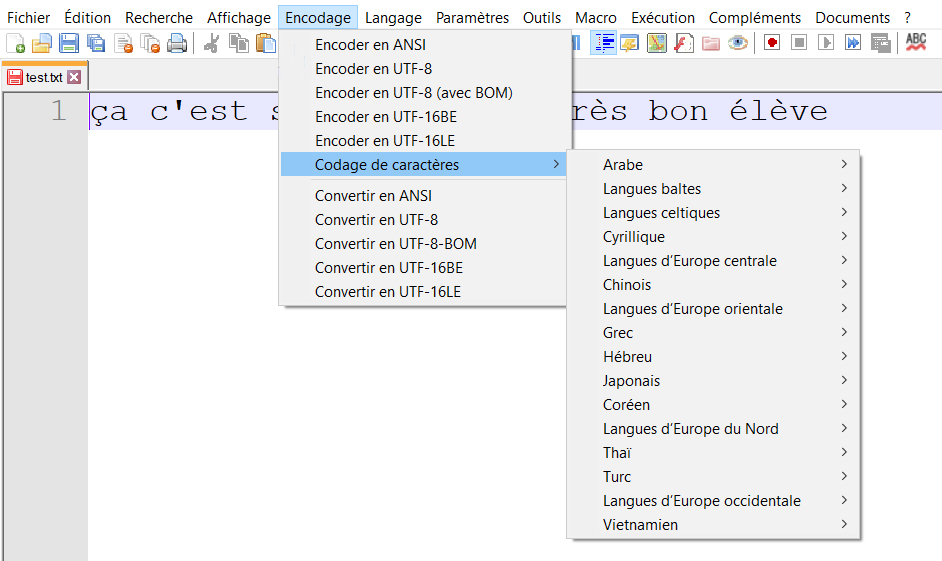 Fichier Édition Recherche Affichage Encodage Langage Paramètres Outils Macro Exécution Compléments Documents ?
ABC
test.txt
1 ça c'est s rès bon élève
Encoder en ANSI
Encoder en UTF-8
Encoder en UTF-8 (avec BOM)
Encoder en UTF-16BE
Encoder en UTF-16LE
Codage de caractères
Convertir en ANSI
Convertir en UTF-8
Convertir en UTF-8-BOM
Convertir en UTF-16BE
Convertir en UTF-16LE
Arabe
Langues baltes
Langues celtiques
Cyrillique
Langues d'Europe centrale
Chinois
Langues d'Europe orientale
Grec
Hébreu
Japonais
Coréen
Langues d'Europe du Nord
Thaï
Turc
Langues d'Europe occidentale
Vietnamien